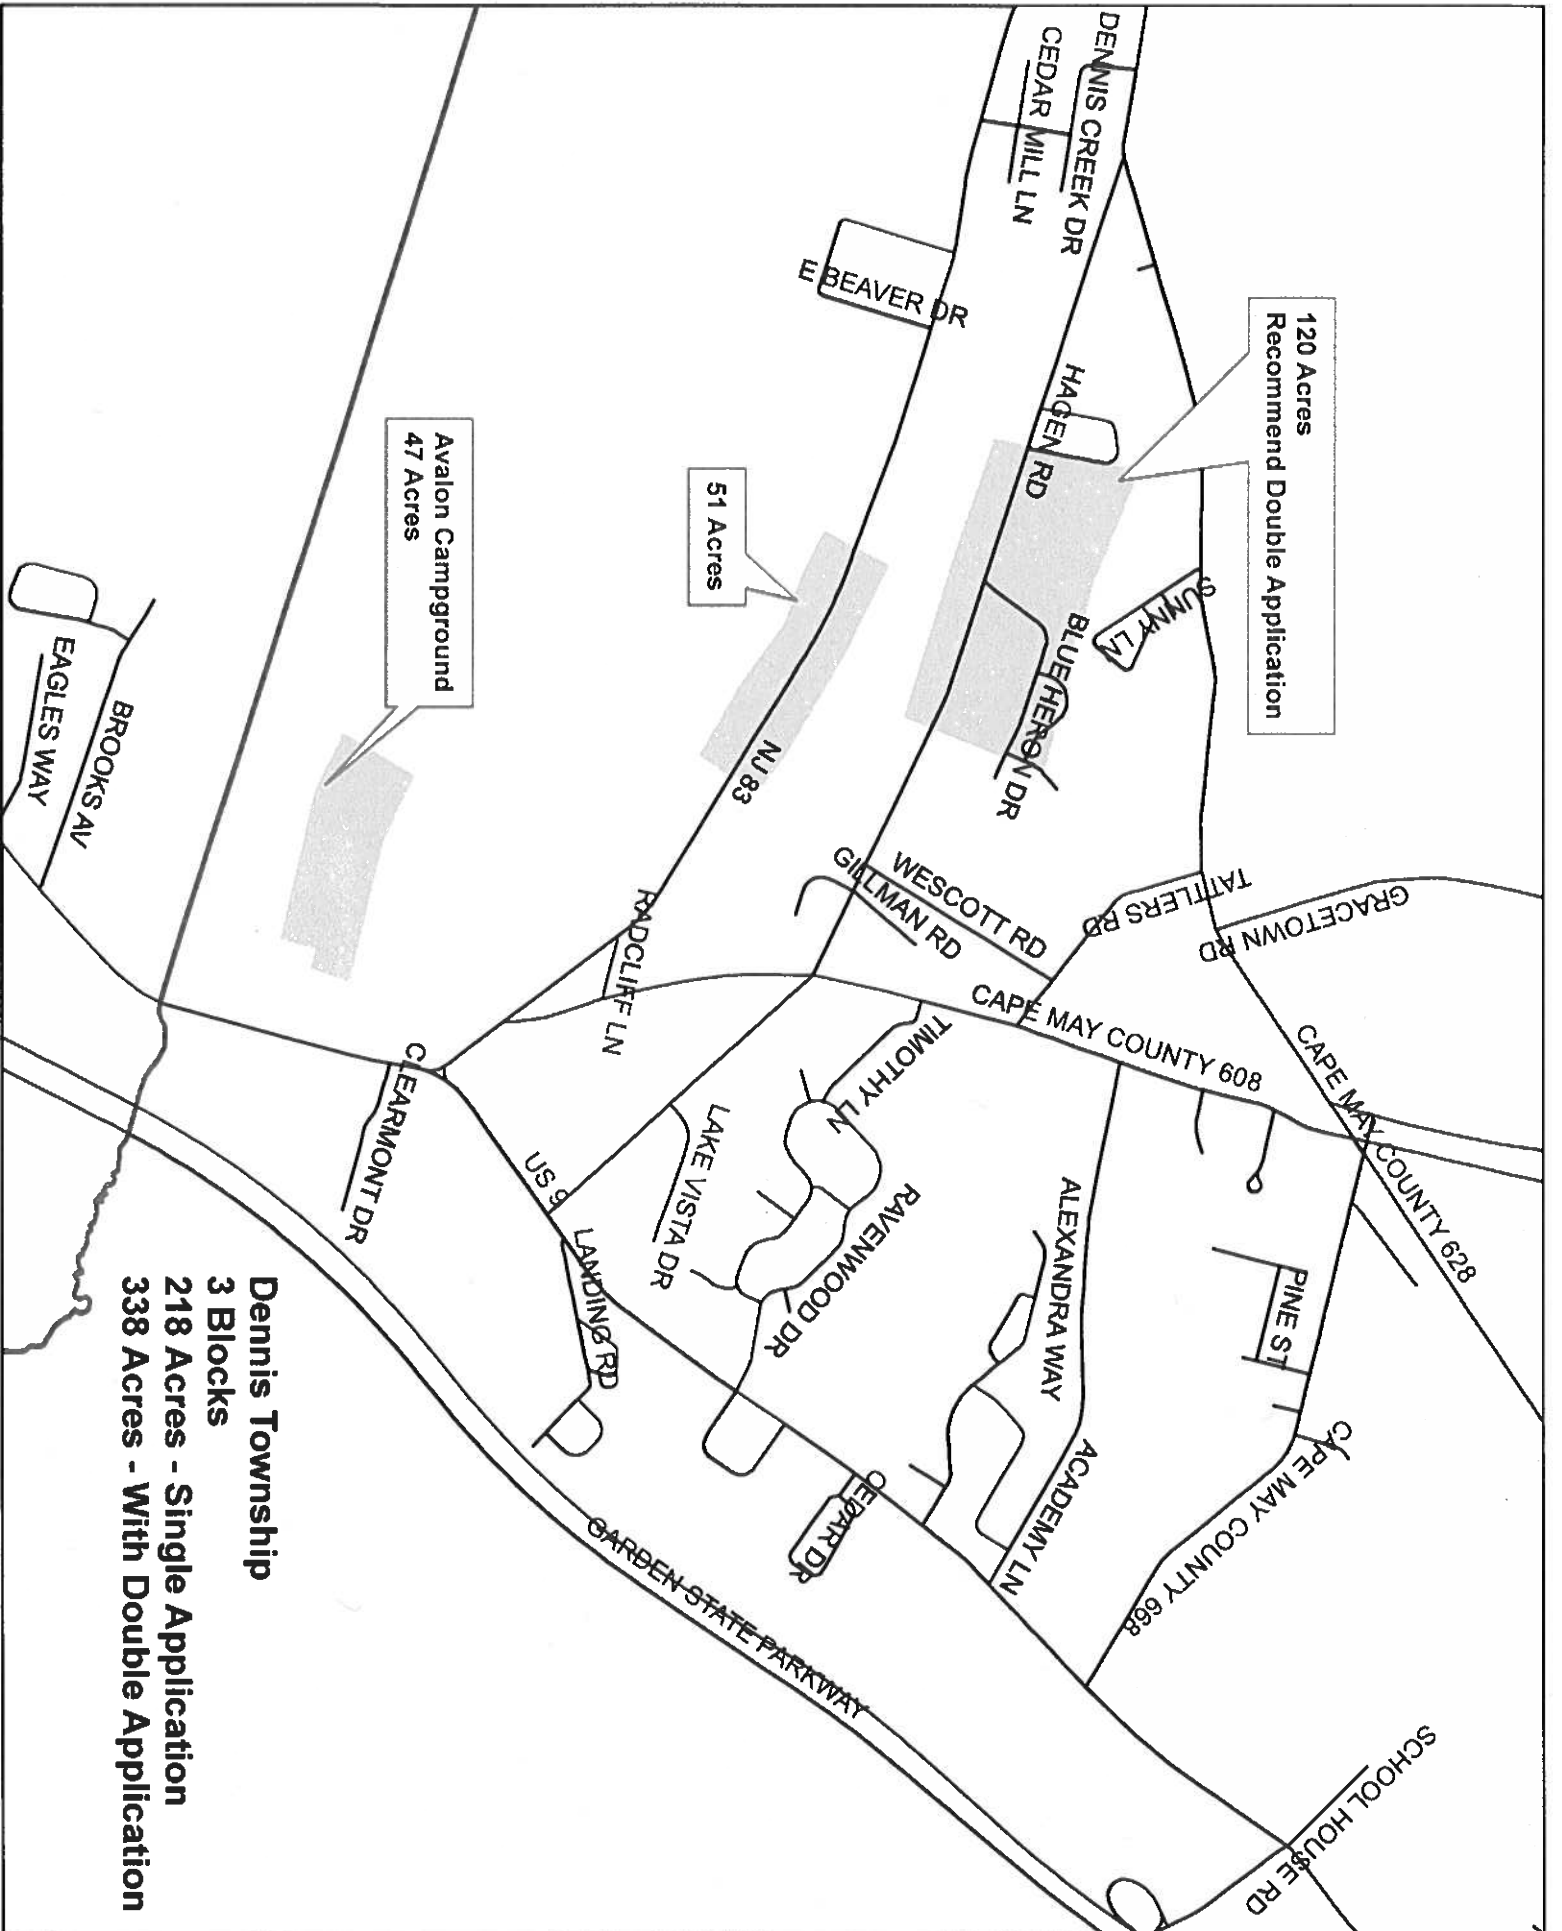 120 Acres
Recommend Double Application
51 Acres
Avalon Campground
47 Acres
DENNIS CREEK DR
CEDAR MILL LN
E BEAVER DR
HAGEN RD
SUNNY LN
BLUE HERON DR
NJ 83
GRACETOWN RD
TATTLERS RD
WESCOTT RD
GILLMAN RD
RADCLIFF LN
EAGLES WAY
BROOKS AV
CAPE MAY COUNTY 608
CAPE MAY COUNTY 628
TIMOTHY LN
CLEARMONT DR
LAKE VISTA DR
US 9
LANDING RD
RAVENWOOD DR
ALEXANDRA WAY
PINE ST
ACADEMY LN
CEDAR DR
CAPE MAY COUNTY 668
GARDEN STATE PARKWAY
SCHOOL HOUSE RD
Dennis Township
3 Blocks
218 Acres - Single Application
338 Acres - With Double Application